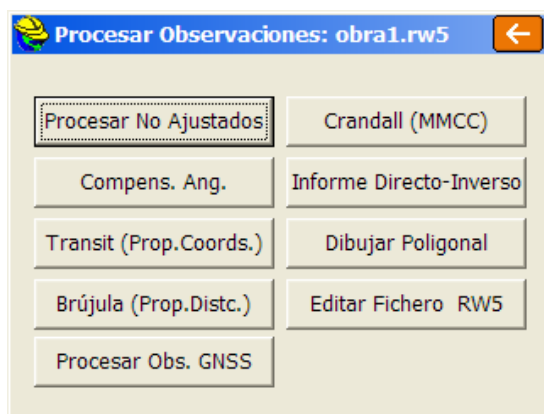 Procesar Observaciones: obra1.rw5
Procesar No Ajustados
Crandall (MMCC)
Compens. Ang.
Informe Directo-Inverso
Transit (Prop.Coords.)
Dibujar Poligonal
Brújula (Prop.Distc.)
Editar Fichero RW5
Procesar Obs. GNSS